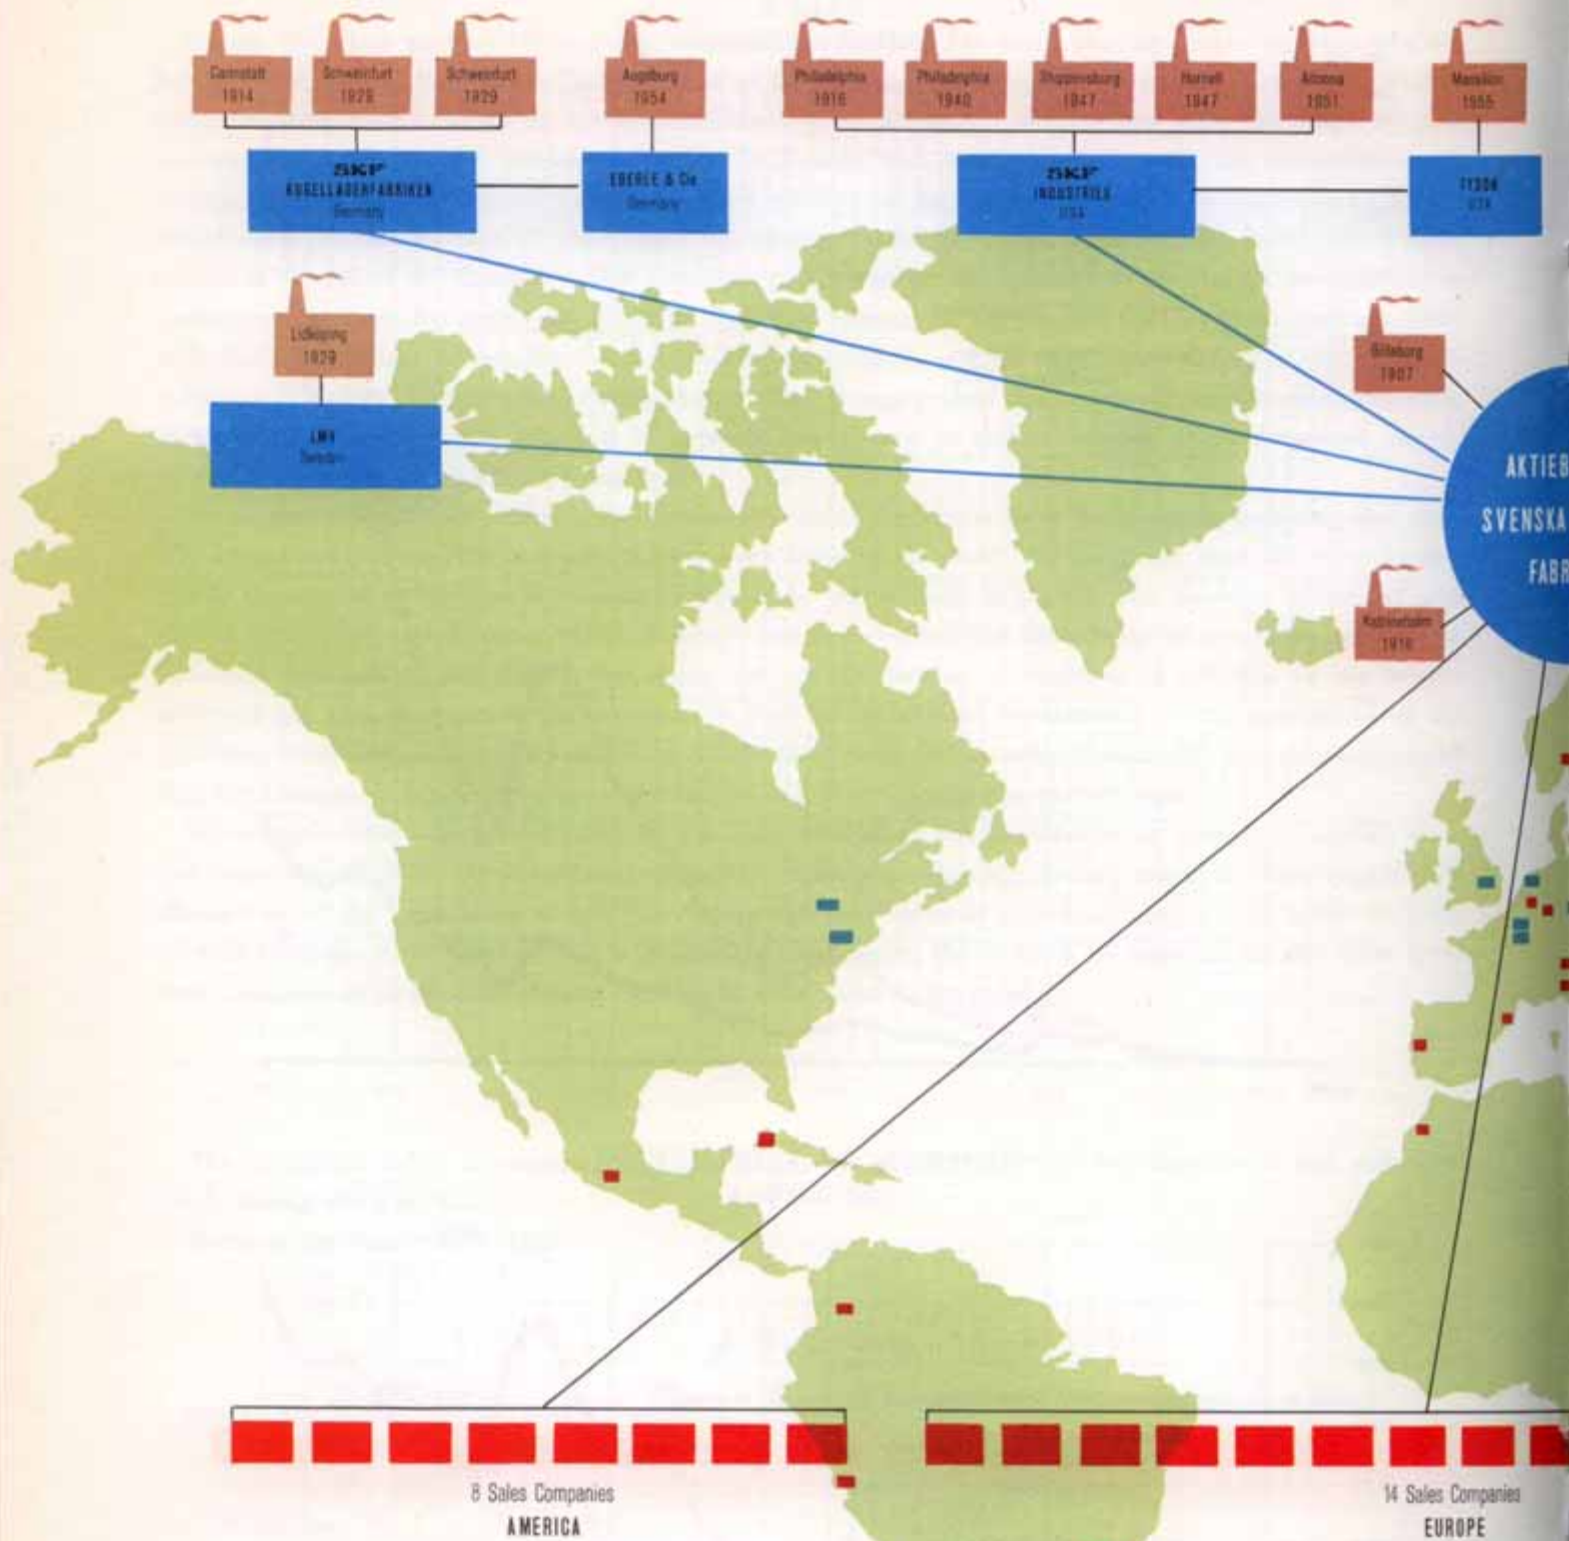 Cannstatt
1914
Schweinfurt
1929
Schweinfurt
1929
Augsburg
1954
Philadelphia
1916
Philadelphia
1940
Shippensburg
1947
Hornell
1947
Altoona
1951
Massilon
1955
SKF
KUGELLAGERFABRIKEN
Germany
EBERLE & Co
Germany
SKF
INDUSTRIES
USA
TYSON
USA
Lidköping
1929
LMV
Sweden
Göteborg
1907
AKTIEB
SVENSKA
FABR
Katrineholm
1916
8 Sales Companies
AMERICA
14 Sales Companies
EUROPE